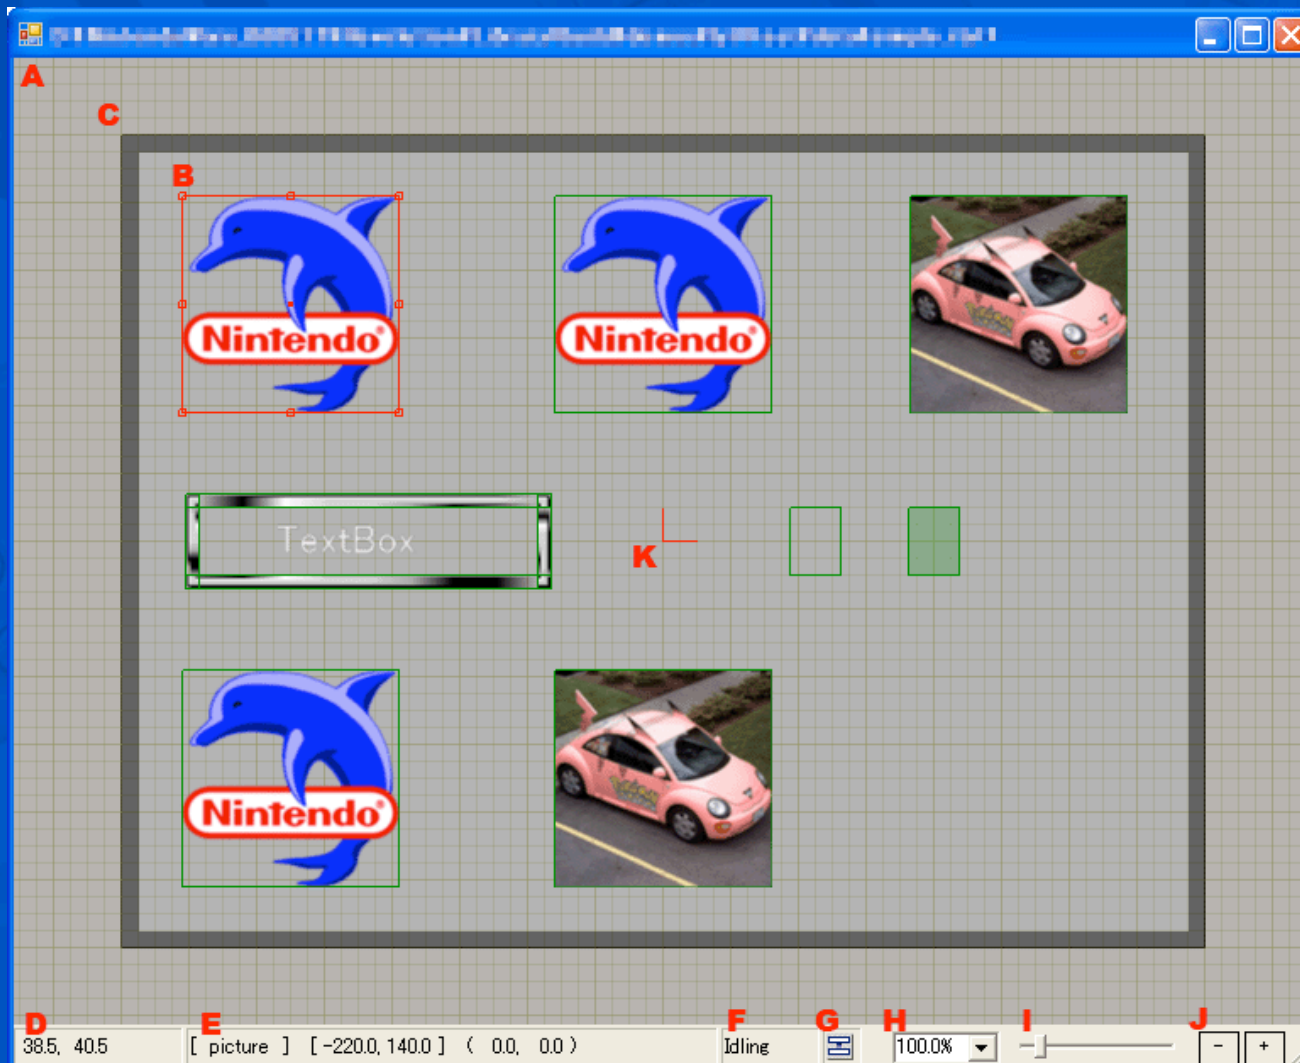 A
C
B
Nintendo®
Nintendo®
TextBox
K
Nintendo®
D
E
F
G
H
I
J
38.5, 40.5
[ picture ] [ -220.0, 140.0 ] ( 0.0, 0.0 )
Idling
100.0%
- +